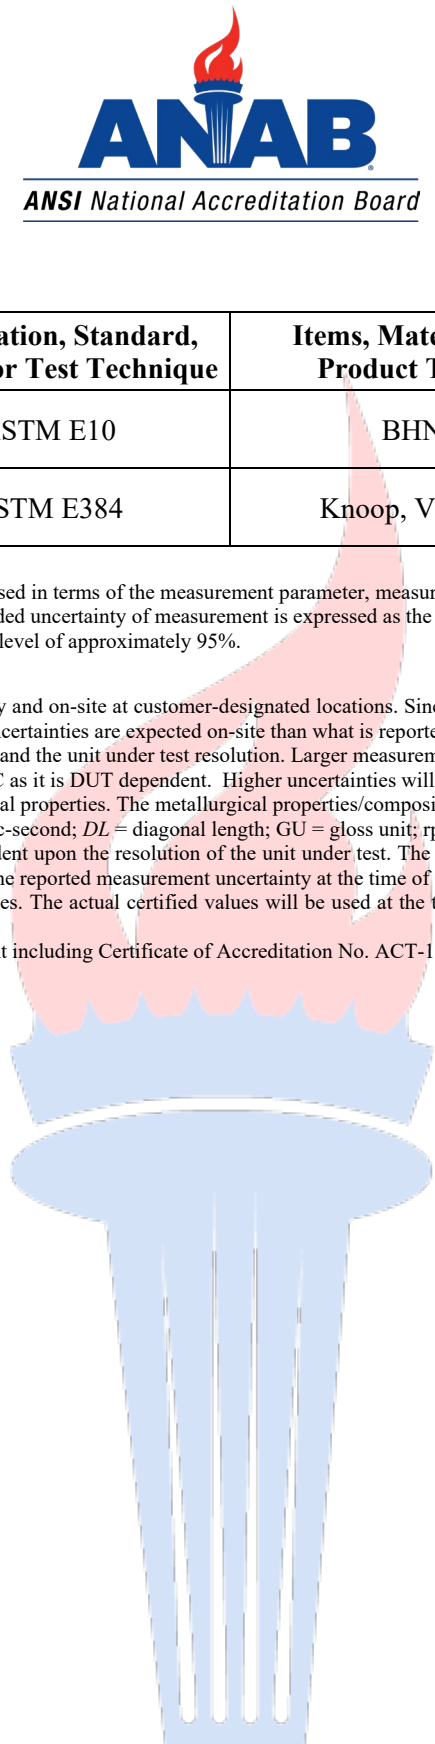 ANAB
ANSI National Accreditation Board
ation, Standard, Items, Mate
or Test Technique Product T
STM E10 BHN
STM E384 Knoop, V
sed in terms of the measurement parameter, measur
ded uncertainty of measurement is expressed as the
level of approximately 95%.
y and on-site at customer-designated locations. Sinc
certainties are expected on-site than what is reporte
and the unit under test resolution. Larger measurem
C as it is DUT dependent. Higher uncertainties will
al properties. The metallurgical properties/composi
c-second; DL = diagonal length; GU = gloss unit; rp
dent upon the resolution of the unit under test. The
he reported measurement uncertainty at the time of
es. The actual certified values will be used at the t
t including Certificate of Accreditation No. ACT-1